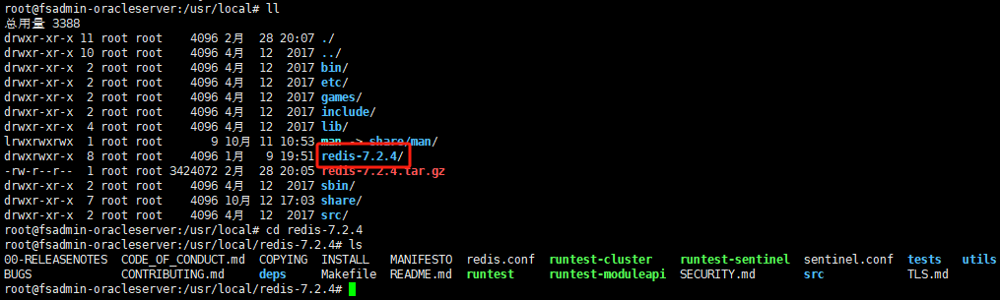 root@fsadmin-oracleserver:/usr/local# ll
总用量 3388
drwxr-xr-x 11 root root    4096 2月  28 20:07 ./
drwxr-xr-x 10 root root    4096 4月  12  2017 ../
drwxr-xr-x  2 root root    4096 4月  12  2017 bin/
drwxr-xr-x  2 root root    4096 4月  12  2017 etc/
drwxr-xr-x  2 root root    4096 4月  12  2017 games/
drwxr-xr-x  2 root root    4096 4月  12  2017 include/
drwxr-xr-x  4 root root    4096 4月  12  2017 lib/
lrwxrwxrwx  1 root root       9 10月 11 10:53 man -> share/man/
drwxrwxr-x  8 root root    4096 1月   9 19:51 redis-7.2.4/
-rw-r--r--  1 root root 3424072 2月  28 20:05 redis-7.2.4.tar.gz
drwxr-xr-x  2 root root    4096 4月  12  2017 sbin/
drwxr-xr-x  7 root root    4096 10月 12 17:03 share/
drwxr-xr-x  2 root root    4096 4月  12  2017 src/
root@fsadmin-oracleserver:/usr/local# cd redis-7.2.4
root@fsadmin-oracleserver:/usr/local/redis-7.2.4# ls
00-RELEASENOTES  CODE_OF_CONDUCT.md  COPYING  INSTALL   MANIFESTO  redis.conf  runtest-cluster    runtest-sentinel  sentinel.conf  tests   utils
BUGS             CONTRIBUTING.md     deps     Makefile  README.md  runtest     runtest-moduleapi  SECURITY.md       src            TLS.md
root@fsadmin-oracleserver:/usr/local/redis-7.2.4#